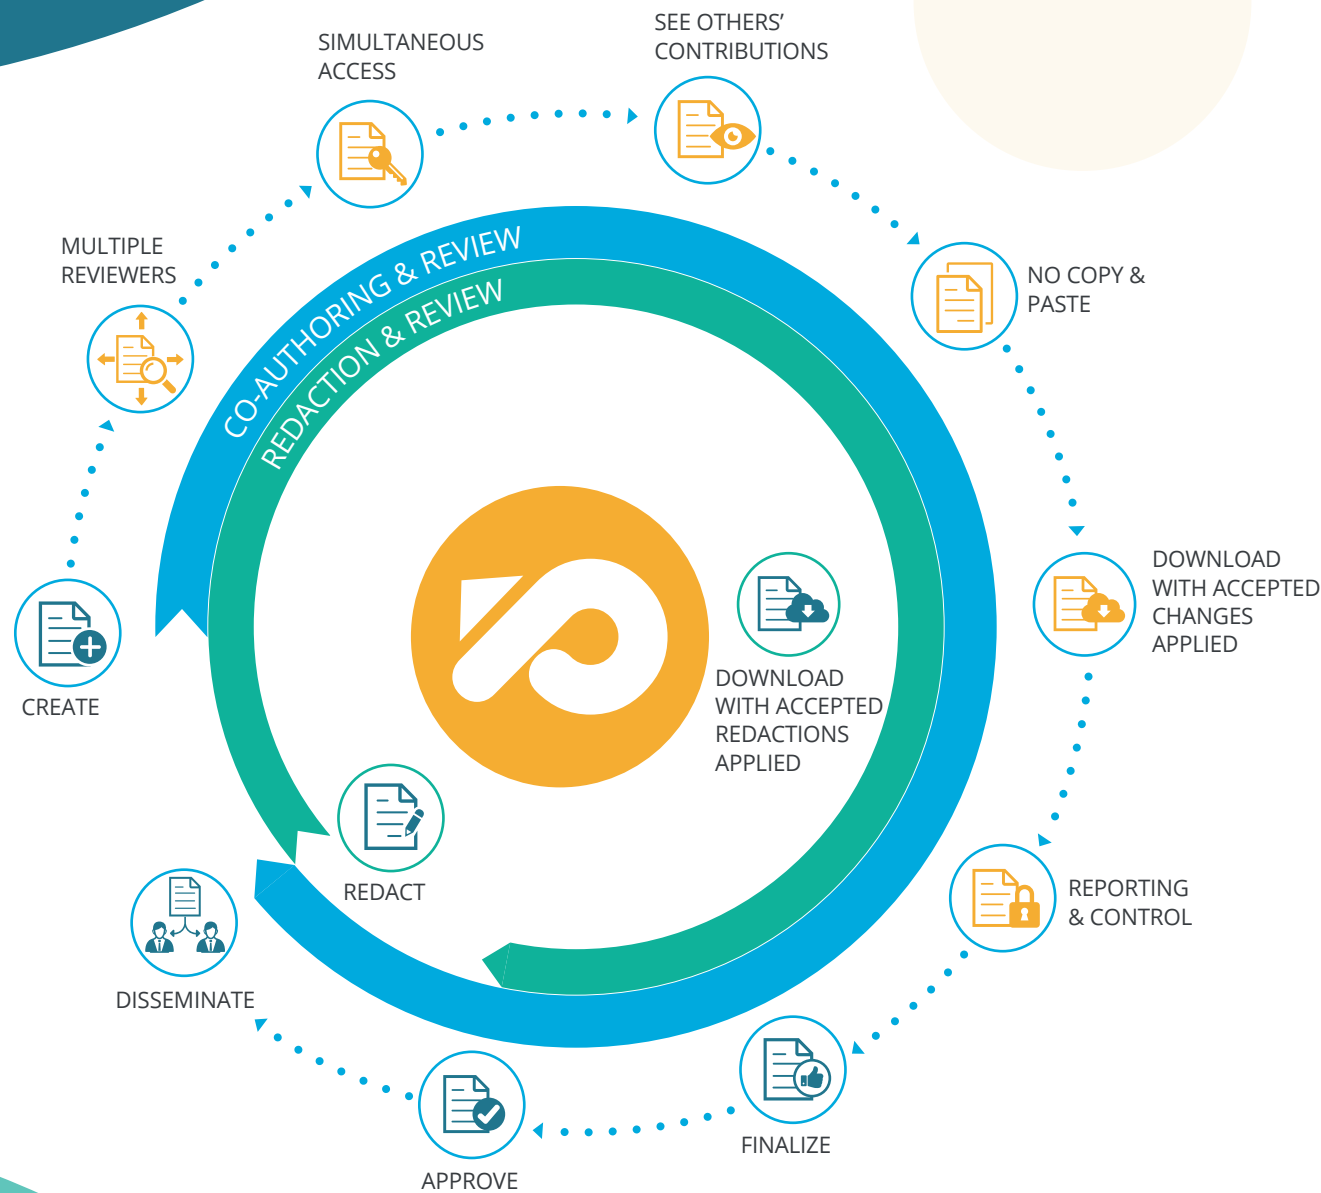 SEE OTHERS’
CONTRIBUTIONS
SIMULTANEOUS
ACCESS
MULTIPLE
REVIEWERS
NO COPY &
PASTE
CO-AUTHORING & REVIEW
REDACTION & REVIEW
DOWNLOAD
WITH ACCEPTED
CHANGES
APPLIED
DOWNLOAD
WITH ACCEPTED
REDACTIONS
APPLIED
CREATE
REDACT
REPORTING
& CONTROL
DISSEMINATE
FINALIZE
APPROVE